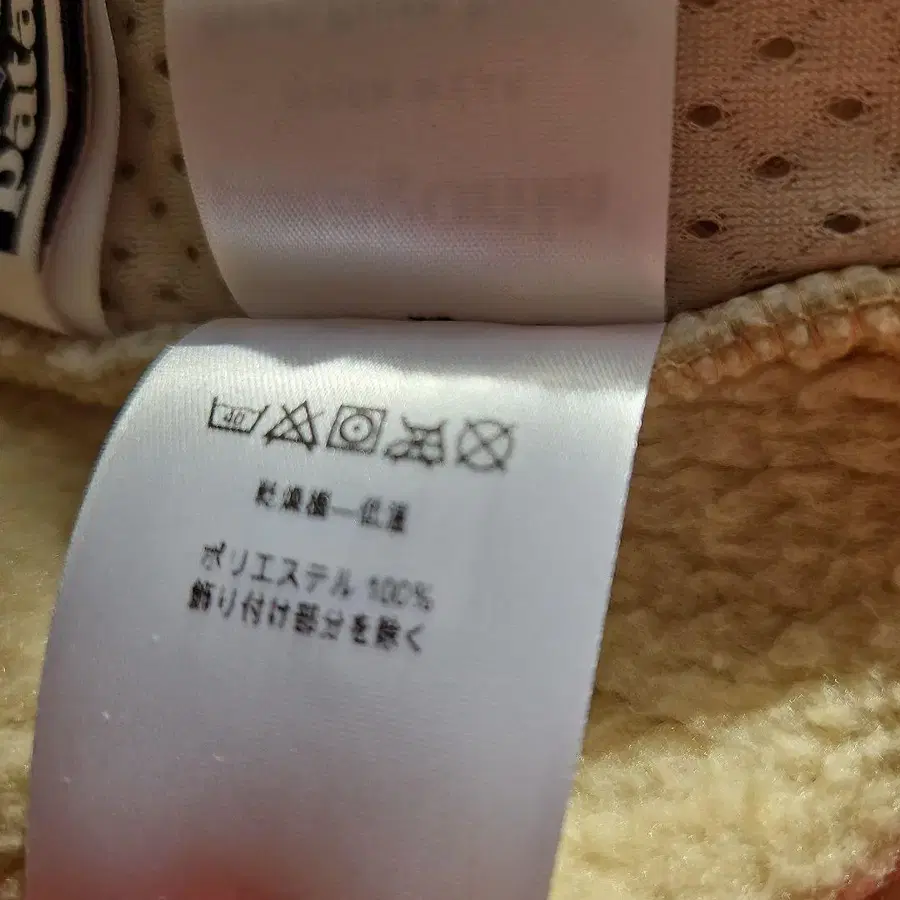 pata
40
乾燥機—低温
ポリエステル 100%
飾り付け部分を除く